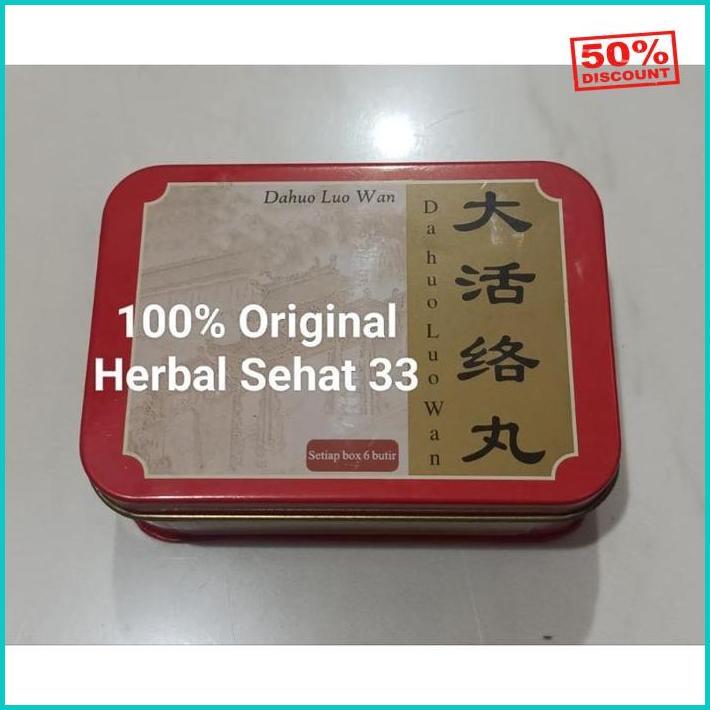 50%
DISCOUNT
Dahuo Luo Wan
Da huo Luo Wan
大活络丸
100% Original
Herbal Sehat 33
Setiap box 6 butir